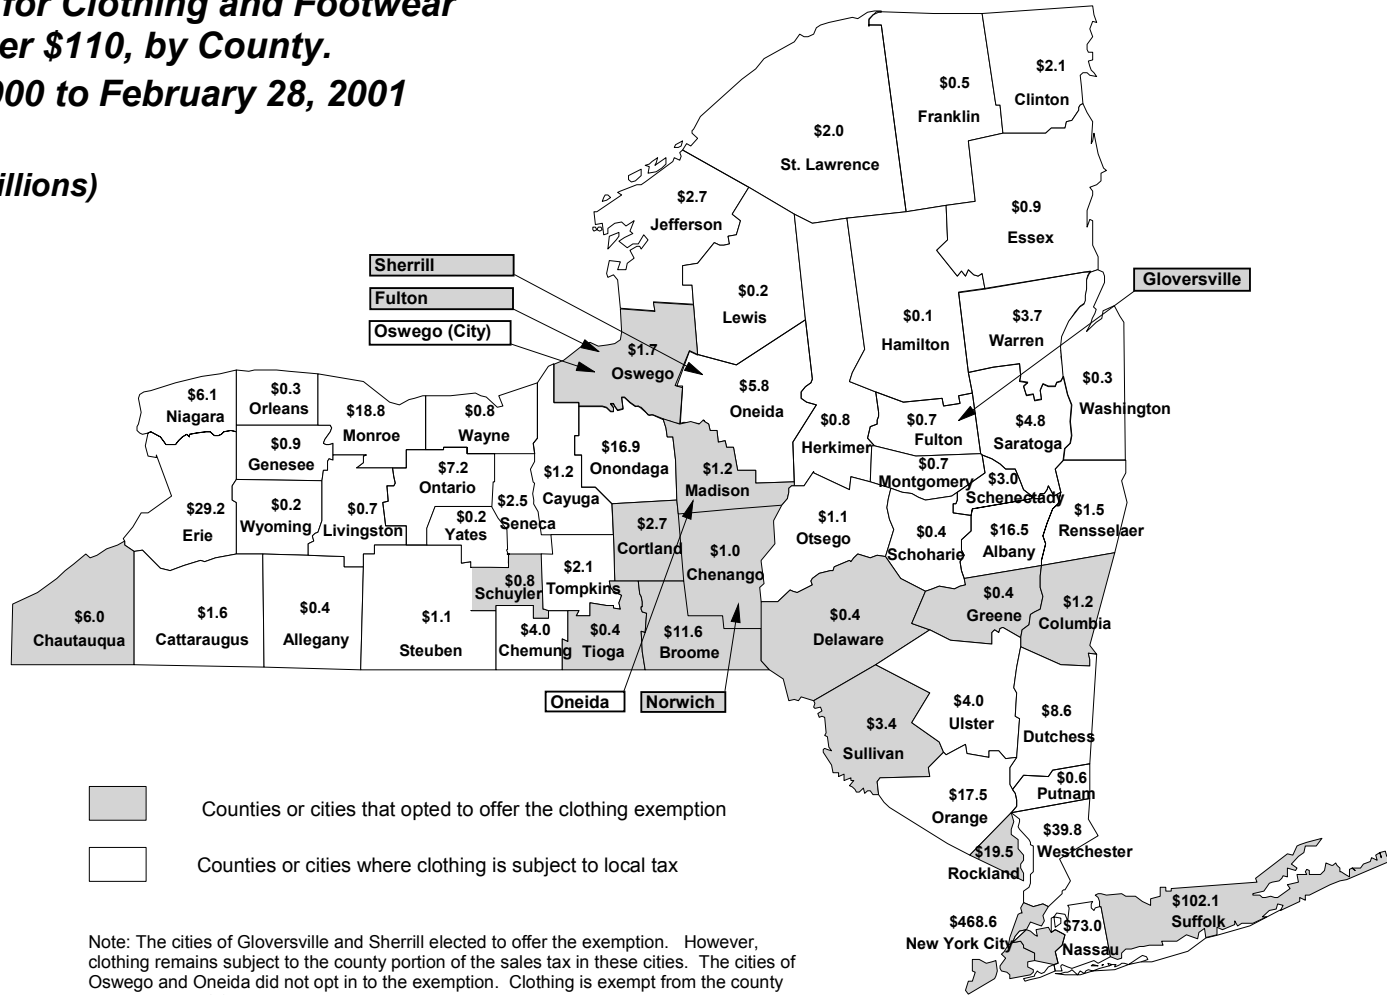 for Clothing and Footwear
er $110, by County.
000 to February 28, 2001
illions)
$2.1
Clinton
$0.5
Franklin
$2.0
St. Lawrence
$2.7
Jefferson
$0.9
Essex
Sherrill
Fulton
Oswego (City)
Gloversville
$0.2
Lewis
$0.1
Hamilton
$3.7
Warren
$1.7
Oswego
$5.8
Oneida
$0.3
Washington
$6.1
Niagara
$0.3
Orleans
$18.8
Monroe
$0.8
Wayne
$0.8
Herkimer
$0.7
Fulton
$4.8
Saratoga
$0.9
Genesee
$7.2
Ontario
$16.9
Onondaga
$1.2
Cayuga
$1.2
Madison
$0.7
Montgomery
$3.0
Schenectady
$29.2
Erie
$0.2
Wyoming
$0.7
Livingston
$0.2
Yates
$2.5
Seneca
$2.7
Cortland
$1.0
Chenango
$1.1
Otsego
$0.4
Schoharie
$16.5
Albany
$1.5
Rensselaer
$6.0
Chautauqua
$1.6
Cattaraugus
$0.4
Allegany
$1.1
Steuben
$0.8
Schuyler
$2.1
Tompkins
$4.0
Chemung
$0.4
Tioga
$11.6
Broome
$0.4
Delaware
$0.4
Greene
$1.2
Columbia
Oneida
Norwich
$3.4
Sullivan
$4.0
Ulster
$8.6
Dutchess
$0.6
Putnam
$17.5
Orange
$39.8
Westchester
$19.5
Rockland
$468.6
New York City
$73.0
Nassau
$102.1
Suffolk
Counties or cities that opted to offer the clothing exemption
Counties or cities where clothing is subject to local tax
Note: The cities of Gloversville and Sherrill elected to offer the exemption. However,
clothing remains subject to the county portion of the sales tax in these cities. The cities of
Oswego and Oneida did not opt in to the exemption. Clothing is exempt from the county